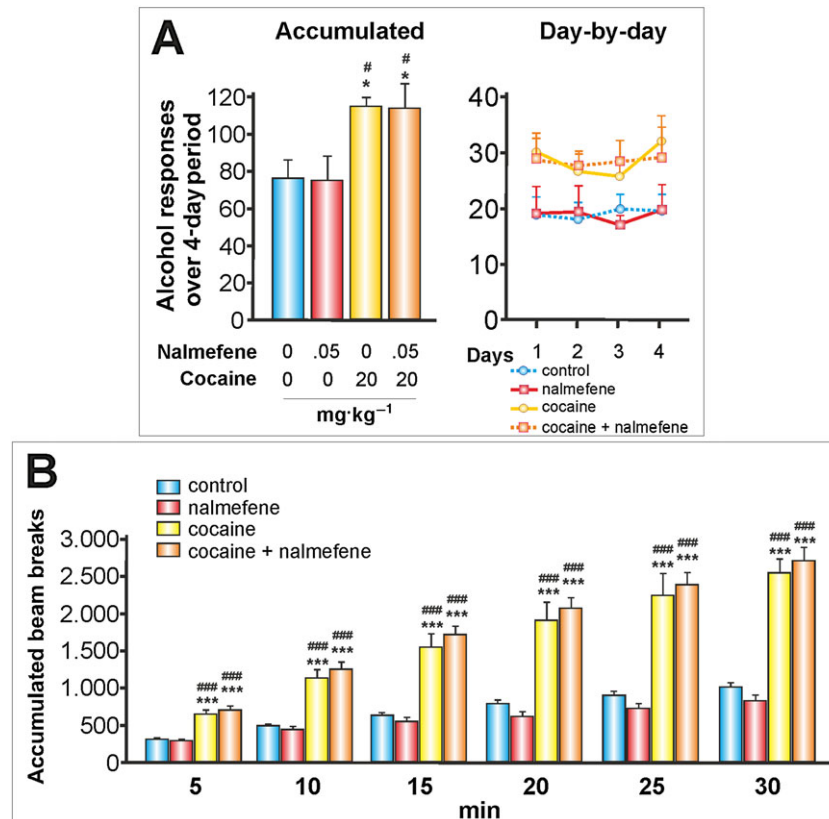 A
Accumulated
Day-by-day
Alcohol responses
over 4-day period
120
100
80
60
40
20
0
# #
* *
Nalmefene 0 .05 0 .05
Cocaine 0 0 20 20
mg·kg⁻¹
40
30
20
10
0
Days 1 2 3 4
control
nalmefene
cocaine
cocaine + nalmefene
B
control
nalmefene
cocaine
cocaine + nalmefene
Accumulated beam breaks
3.000
2.500
2.000
1.500
1.000
500
0
### ###
*** ***
### ###
*** ***
### ###
*** ***
### ###
*** ***
### ###
*** ***
### ###
*** ***
5 10 15 20 25 30
min